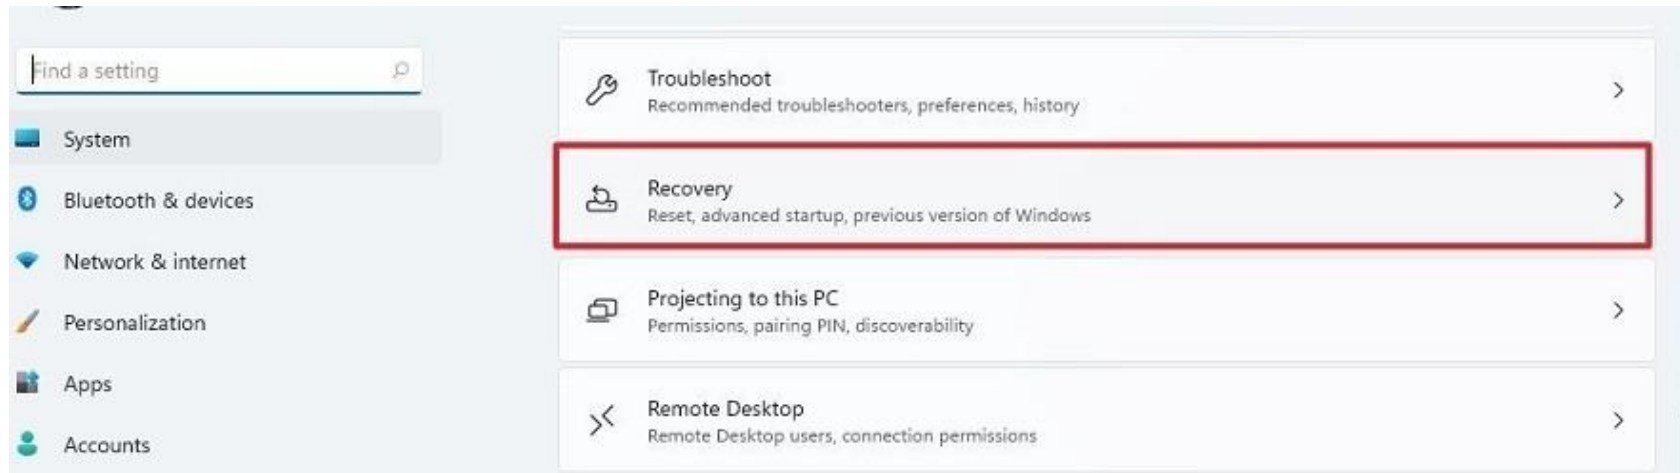 Find a setting
System
Bluetooth & devices
Network & internet
Personalization
Apps
Accounts
Troubleshoot
Recommended troubleshooters, preferences, history
Recovery
Reset, advanced startup, previous version of Windows
Projecting to this PC
Permissions, pairing PIN, discoverability
Remote Desktop
Remote Desktop users, connection permissions